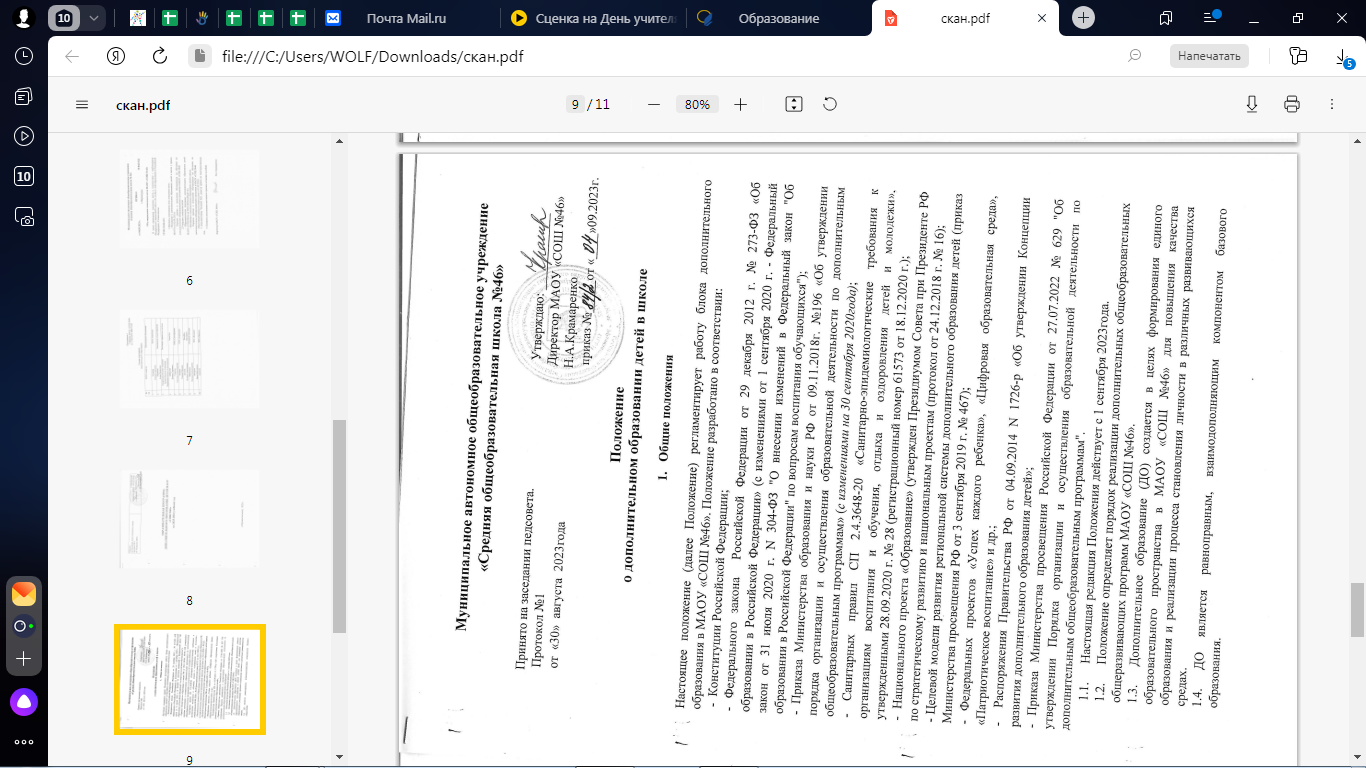 10
Почта Mail.ru
Сценка на День учител
Образование
скан.pdf
file:///C:/Users/WOLF/Downloads/скан.pdf
Напечатать
5
скан.pdf
9 / 11
80%
10
6
7
8
9
Муниципальное автономное общеобразовательное учреждение
«Средняя общеобразовательная школа №46»
Принято на заседании педсовета.
Протокол №1
от «30» августа 2023года
Утверждаю:
Директор МАОУ «СОШ №46»
Н.А.Крамаренко
приказ № от « 04 »09.2023г.
Положение
о дополнительном образовании детей в школе
1. Общие положения
Настоящее положение (далее Положение) регламентирует работу блока дополнительного
образования в МАОУ «СОШ №46». Положение разработано в соответствии:
- Конституции Российской Федерации;
- Федерального закона Российской Федерации от 29 декабря 2012 г. № 273-ФЗ «Об
образовании в Российской Федерации» (с изменениями от 1 сентября 2020 г. - Федеральный
закон от 31 июля 2020 г. N 304-ФЗ "О внесении изменений в Федеральный закон "Об
образовании в Российской Федерации" по вопросам воспитания обучающихся");
- Приказа Министерства образования и науки РФ от 09.11.2018г. №196 «Об утверждении
порядка организации и осуществления образовательной деятельности по дополнительным
общеобразовательным программам» (с изменениями на 30 сентября 2020года);
- Санитарных правил СП 2.4.3648-20 «Санитарно-эпидемиологические требования к
организациям воспитания и обучения, отдыха и оздоровления детей и молодежи»,
утвержденными 28.09.2020 г. № 28 (регистрационный номер 61573 от 18.12.2020 г.);
- Национального проекта «Образование» (утвержден Президиумом Совета при Президенте РФ
по стратегическому развитию и национальным проектам (протокол от 24.12.2018 г. № 16);
- Целевой модели развития региональной системы дополнительного образования детей (приказ
Министерства просвещения РФ от 3 сентября 2019 г. № 467);
- Федеральных проектов «Успех каждого ребенка», «Цифровая образовательная среда»,
«Патриотическое воспитание» и др.;
- Распоряжения Правительства РФ от 04.09.2014 N 1726-р «Об утверждении Концепции
развития дополнительного образования детей»;
- Приказа Министерства просвещения Российской Федерации от 27.07.2022 № 629 "Об
утверждении Порядка организации и осуществления образовательной деятельности по
дополнительным общеобразовательным программам".
1.1. Настоящая редакция Положения действует с 1 сентября 2023года.
1.2. Положение определяет порядок реализации дополнительных общеобразовательных
общеразвивающих программ МАОУ «СОШ №46».
1.3. Дополнительное образование (ДО) создается в целях формирования единого
образовательного пространства в МАОУ «СОШ №46» для повышения качества
образования и реализации процесса становления личности в различных развивающихся
средах.
1.4. ДО является равноправным, взаимодополняющим компонентом базового
образования.